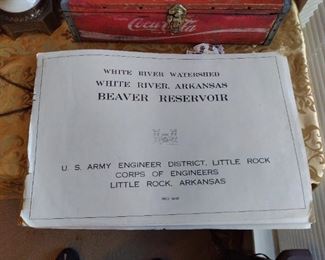 Coca-Cola
WHITE RIVER WATERSHED
WHITE RIVER, ARKANSAS
BEAVER RESERVOIR
U. S. ARMY ENGINEER DISTRICT, LITTLE ROCK
CORPS OF ENGINEERS
LITTLE ROCK, ARKANSAS